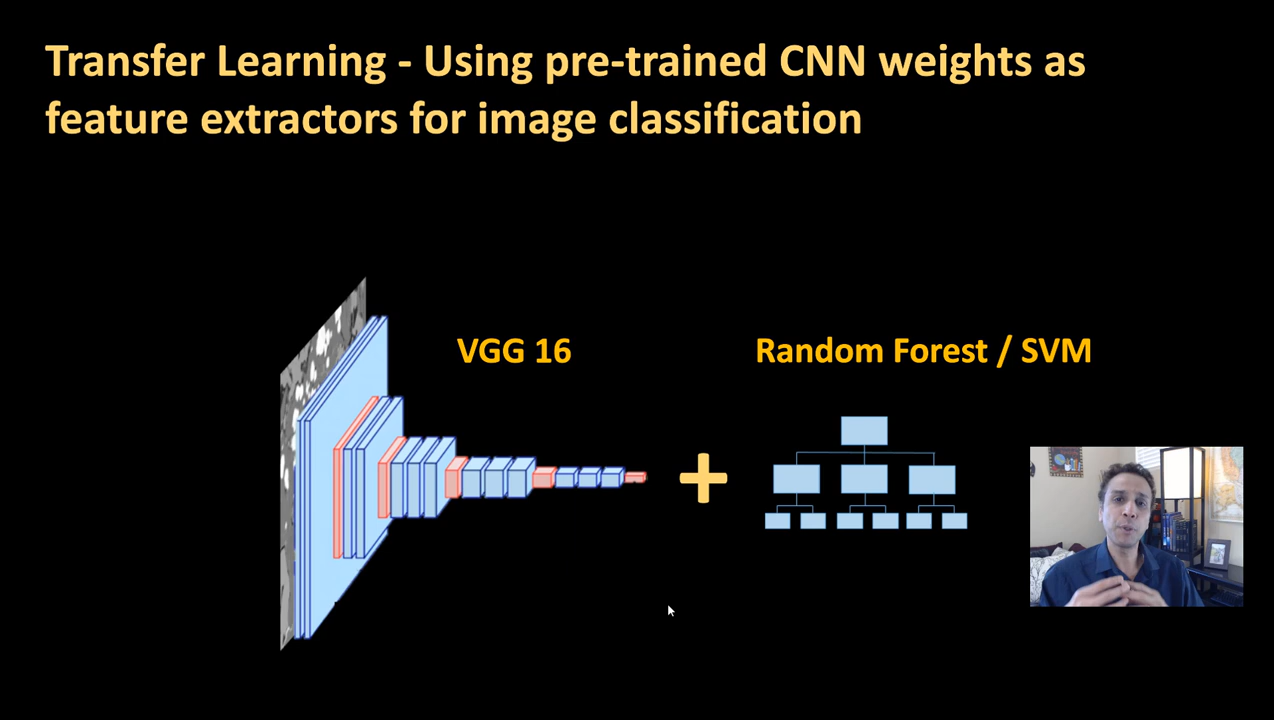 Transfer Learning - Using pre-trained CNN weights as
feature extractors for image classification
VGG 16
Random Forest / SVM